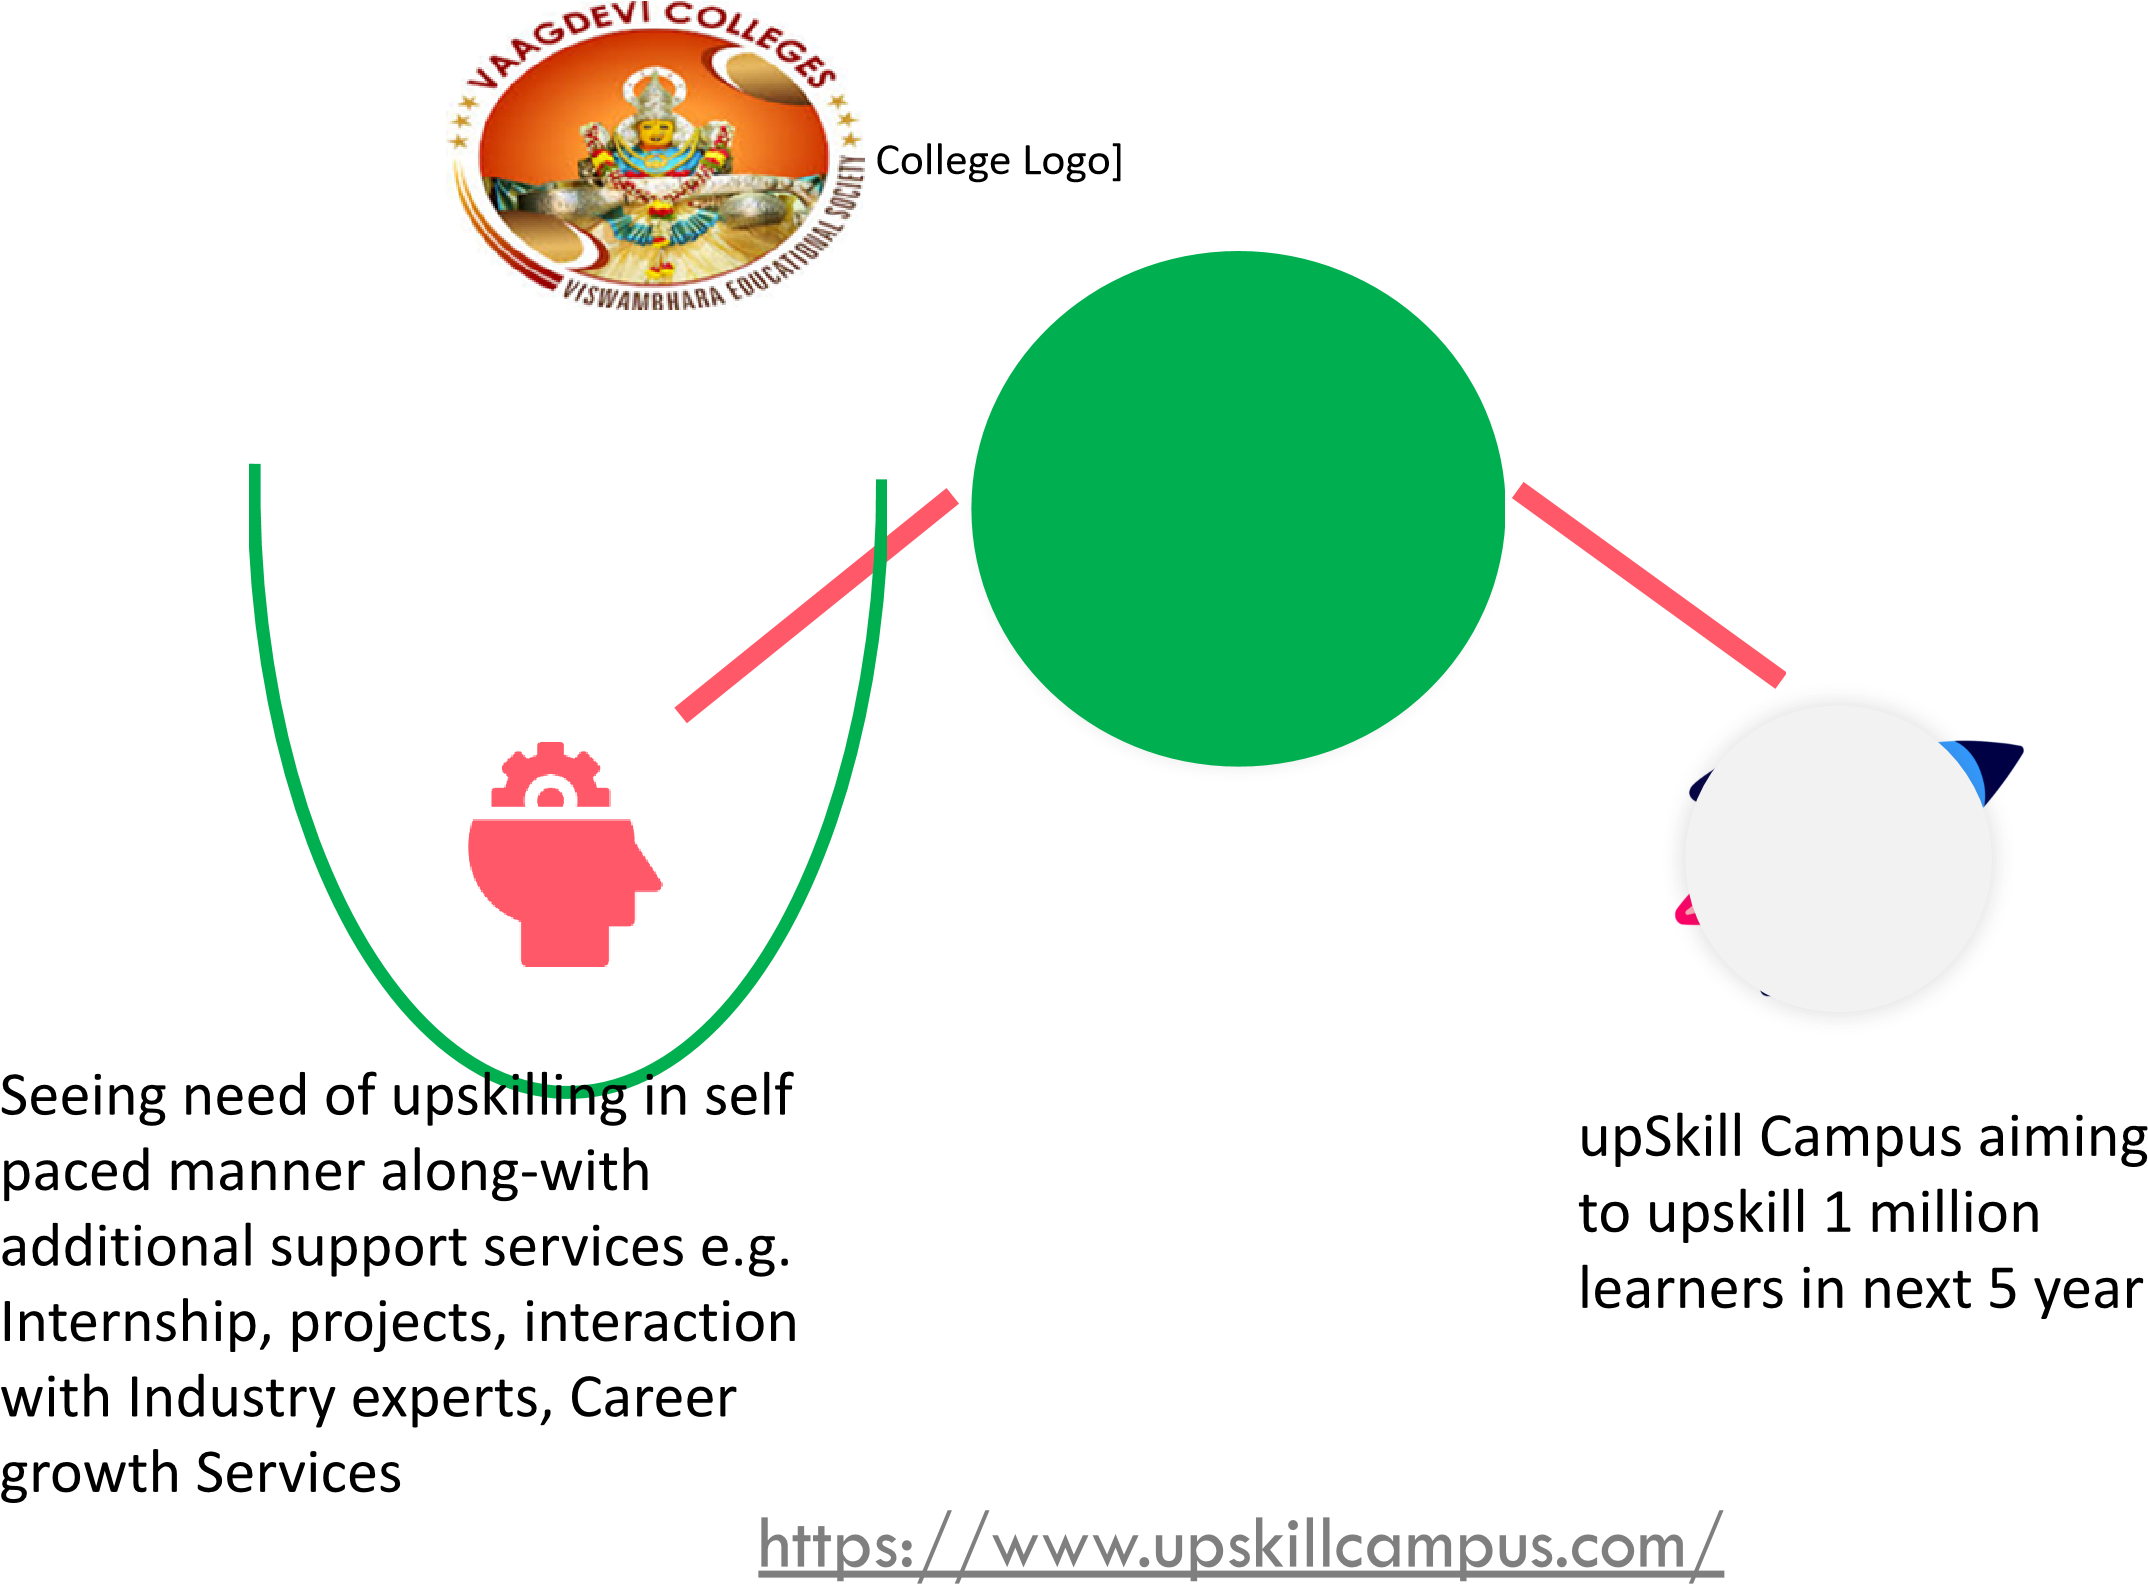 VAAGDEVI COLLEGES
VISWAMBHARA EDUCATIONAL SOCIETY
College Logo]
Seeing need of upskilling in self
paced manner along-with
additional support services e.g.
Internship, projects, interaction
with Industry experts, Career
growth Services
upSkill Campus aiming
to upskill 1 million
learners in next 5 year
https://www.upskillcampus.com/